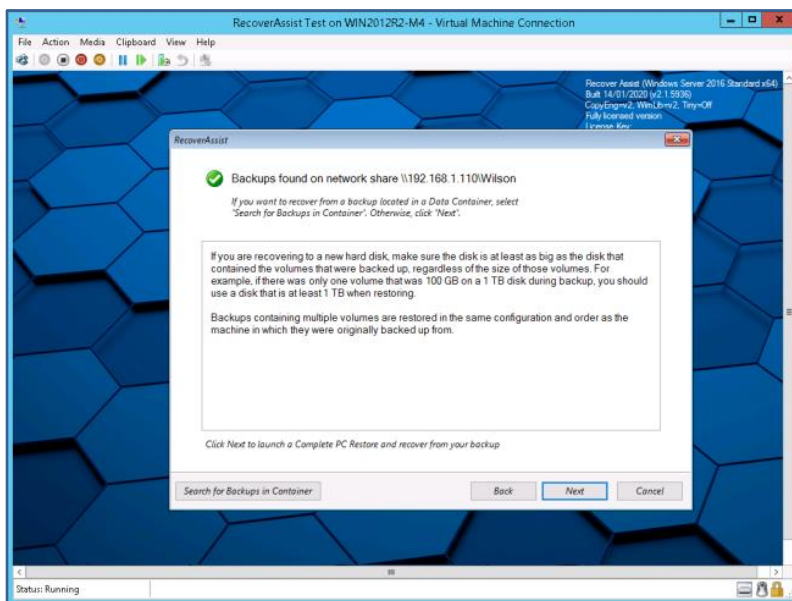 RecoverAssist Test on WIN2012R2-M4 - Virtual Machine Connection
File Action Media Clipboard View Help
Recover Assist (Windows Server 2016 Standard x64)
Built 14/01/2020 (v2.1.5936)
CopyEng=v2, WimLib=v2, Tiny=Off
Fully licensed version
License Key:
RecoverAssist
Backups found on network share \\192.168.1.110\Wilson
If you want to recover from a backup located in a Data Container, select
'Search for Backups in Container'. Otherwise, click 'Next'.
If you are recovering to a new hard disk, make sure the disk is at least as big as the disk that
contained the volumes that were backed up, regardless of the size of those volumes. For
example, if there was only one volume that was 100 GB on a 1 TB disk during backup, you should
use a disk that is at least 1 TB when restoring.
Backups containing multiple volumes are restored in the same configuration and order as the
machine in which they were originally backed up from.
Click Next to launch a Complete PC Restore and recover from your backup
Search for Backups in Container Back Next Cancel
Status: Running